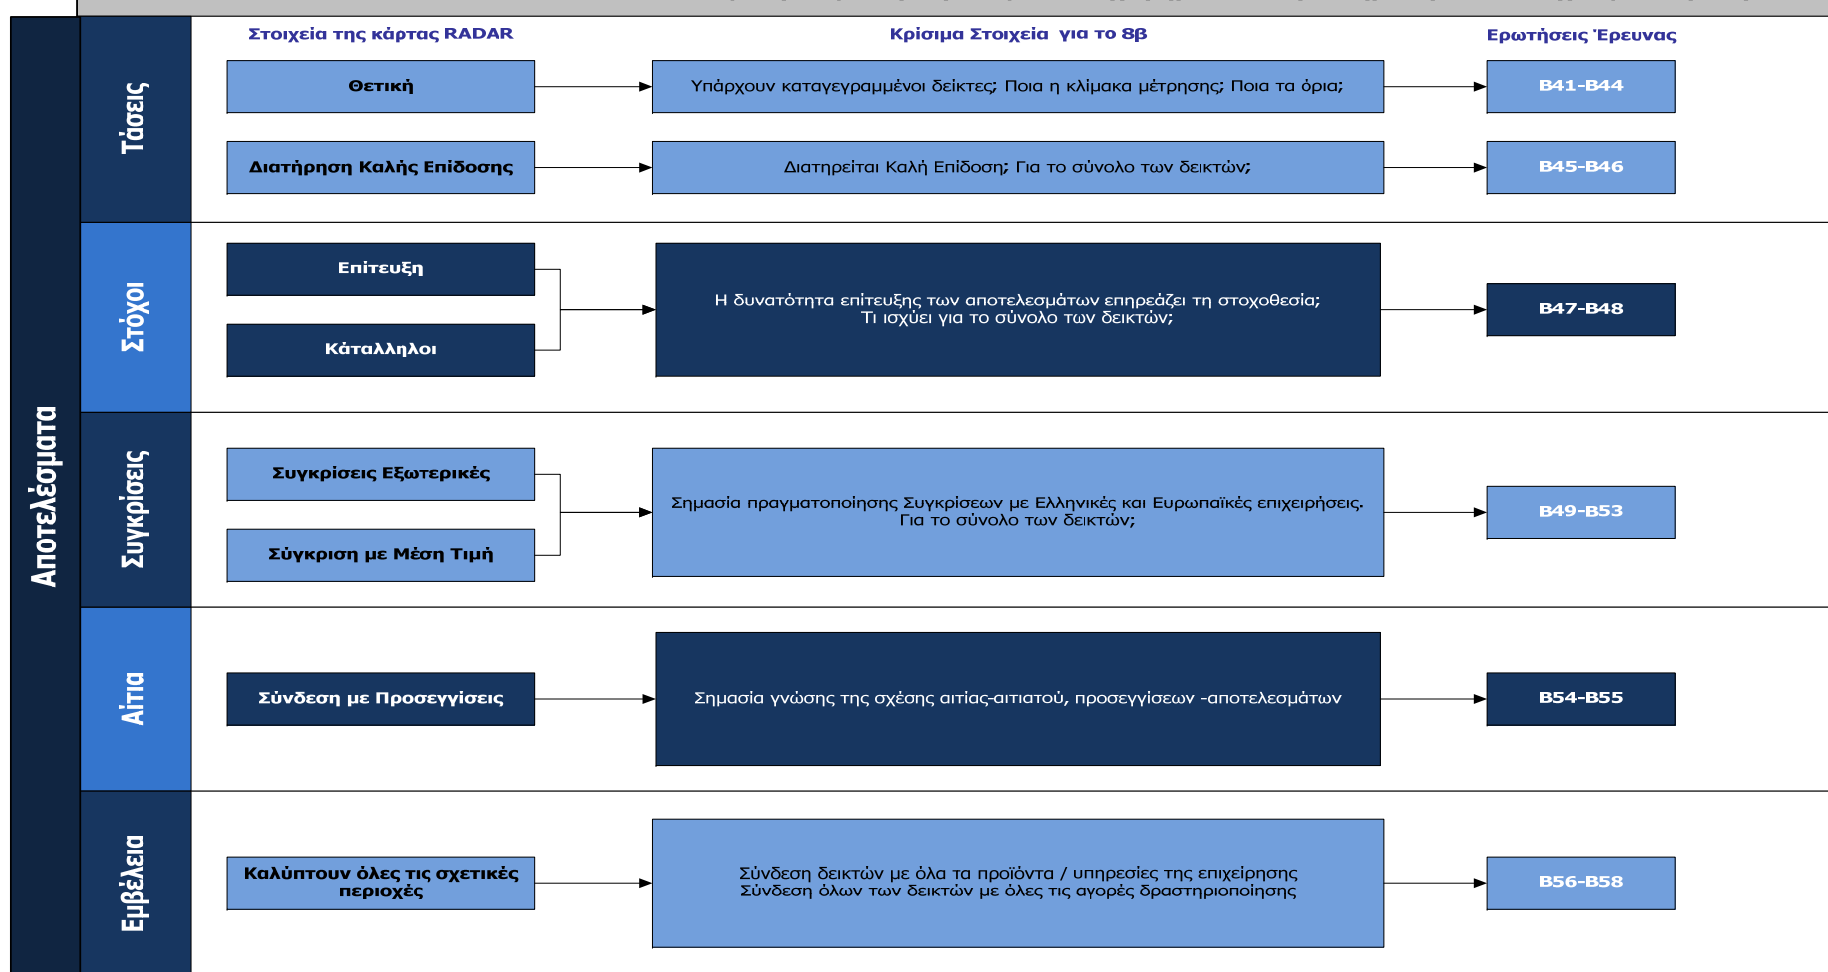 Στοιχεία της κάρτας RADAR
Κρίσιμα Στοιχεία για το 8β
Ερωτήσεις Έρευνας
Αποτελέσματα
Τάσεις
Θετική
Υπάρχουν καταγεγραμμένοι δείκτες; Ποια η κλίμακα μέτρησης; Ποια τα όρια;
B41-B44
Διατήρηση Καλής Επίδοσης
Διατηρείται Καλή Επίδοση; Για το σύνολο των δεικτών;
B45-B46
Στόχοι
Επίτευξη
Κάταλληλοι
Η δυνατότητα επίτευξης των αποτελεσμάτων επηρεάζει τη στοχοθεσία;
Τι ισχύει για το σύνολο των δεικτών;
B47-B48
Συγκρίσεις
Συγκρίσεις Εξωτερικές
Σύγκριση με Μέση Τιμή
Σημασία πραγματοποίησης Συγκρίσεων με Ελληνικές και Ευρωπαϊκές επιχειρήσεις.
Για το σύνολο των δεικτών;
B49-B53
Αίτια
Σύνδεση με Προσεγγίσεις
Σημασία γνώσης της σχέσης αιτίας-αιτιατού, προσεγγίσεων -αποτελεσμάτων
B54-B55
Εμβέλεια
Καλύπτουν όλες τις σχετικές
περιοχές
Σύνδεση δεικτών με όλα τα προϊόντα / υπηρεσίες της επιχείρησης
Σύνδεση όλων των δεικτών με όλες τις αγορές δραστηριοποίησης
B56-B58